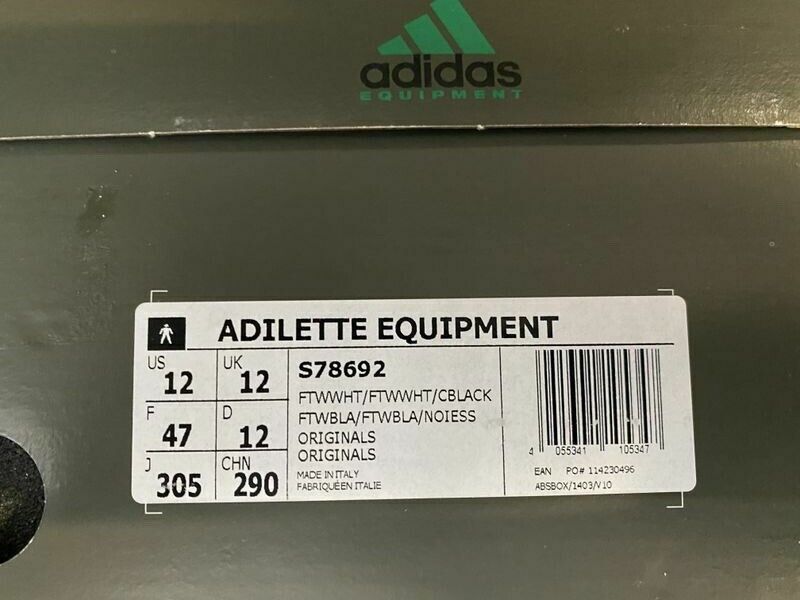 adidas
EQUIPMENT
ADILETTE EQUIPMENT
US 12 UK 12
F 47 D 12
J 305 CHN 290
S78692
FTWWHT/FTWWHT/CBLACK
FTWBLA/FTWBLA/NOIESS
ORIGINALS
ORIGINALS
MADE IN ITALY
FABRIQUÉEN ITALIE
4 055341 105347
EAN PO# 114230496
ABSBOX/1403/V10